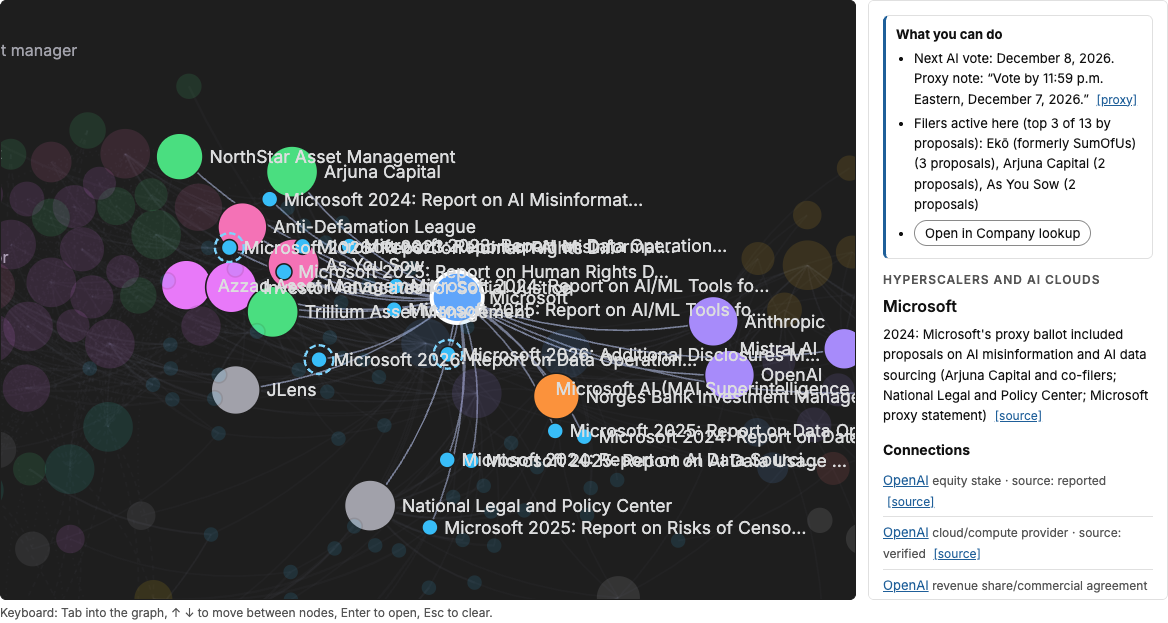 t manager
NorthStar Asset Management
Arjuna Capital
Microsoft 2024: Report on AI Misinformat...
Anti-Defamation League
As You Sow
Microsoft 2025: Report on Human Rights D...
Azzad Asset Management
Microsoft
Trillium Asset Management
Anthropic
Mistral AI
Microsoft 2026: Additional Disclosures M...
Microsoft 2026: Report on Data Operation...
OpenAI
JLens
Microsoft AI (MAI Superintelligence
Norges Bank Investment Manage
Microsoft 2025: Report on Data Op
Microsoft 2024: Report on Data
National Legal and Policy Center
Microsoft 2025: Report on Risks of Censo...
Keyboard: Tab into the graph, ↑ ↓ to move between nodes, Enter to open, Esc to clear.
What you can do
• Next AI vote: December 8, 2026.
Proxy note: “Vote by 11:59 p.m.
Eastern, December 7, 2026.” [proxy]
• Filers active here (top 3 of 13 by
proposals): Ekō (formerly SumOfUs)
(3 proposals), Arjuna Capital (2
proposals), As You Sow (2
proposals)
• Open in Company lookup
HYPERSCALERS AND AI CLOUDS
Microsoft
2024: Microsoft's proxy ballot included
proposals on AI misinformation and AI data
sourcing (Arjuna Capital and co-filers;
National Legal and Policy Center; Microsoft
proxy statement) [source]
Connections
OpenAI equity stake · source: reported
[source]
OpenAI cloud/compute provider · source:
verified [source]
OpenAI revenue share/commercial agreement